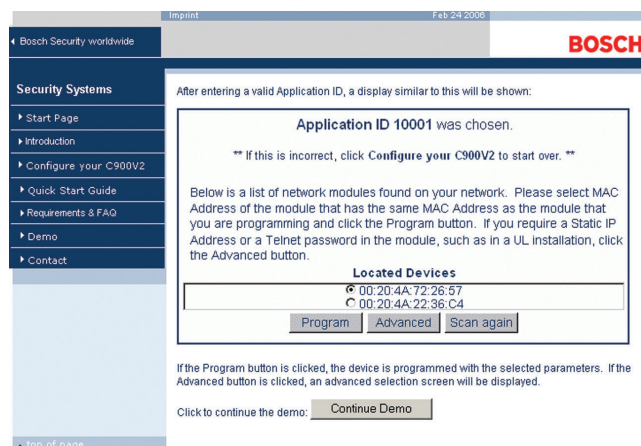 Imprint Feb 24 2006
Bosch Security worldwide
BOSCH
Security Systems
Start Page
Introduction
Configure your C900V2
Quick Start Guide
Requirements & FAQ
Demo
Contact
After entering a valid Application ID, a display similar to this will be shown:
Application ID 10001 was chosen.
** If this is incorrect, click Configure your C900V2 to start over. **
Below is a list of network modules found on your network. Please select MAC
Address of the module that has the same MAC Address as the module that
you are programming and click the Program button. If you require a Static IP
Address or a Telnet password in the module, such as in a UL installation, click
the Advanced button.
Located Devices
00:20:4A:72:26:57
00:20:4A:22:36:C4
Program Advanced Scan again
If the Program button is clicked, the device is programmed with the selected parameters. If the
Advanced button is clicked, an advanced selection screen will be displayed.
Click to continue the demo: Continue Demo
top of page